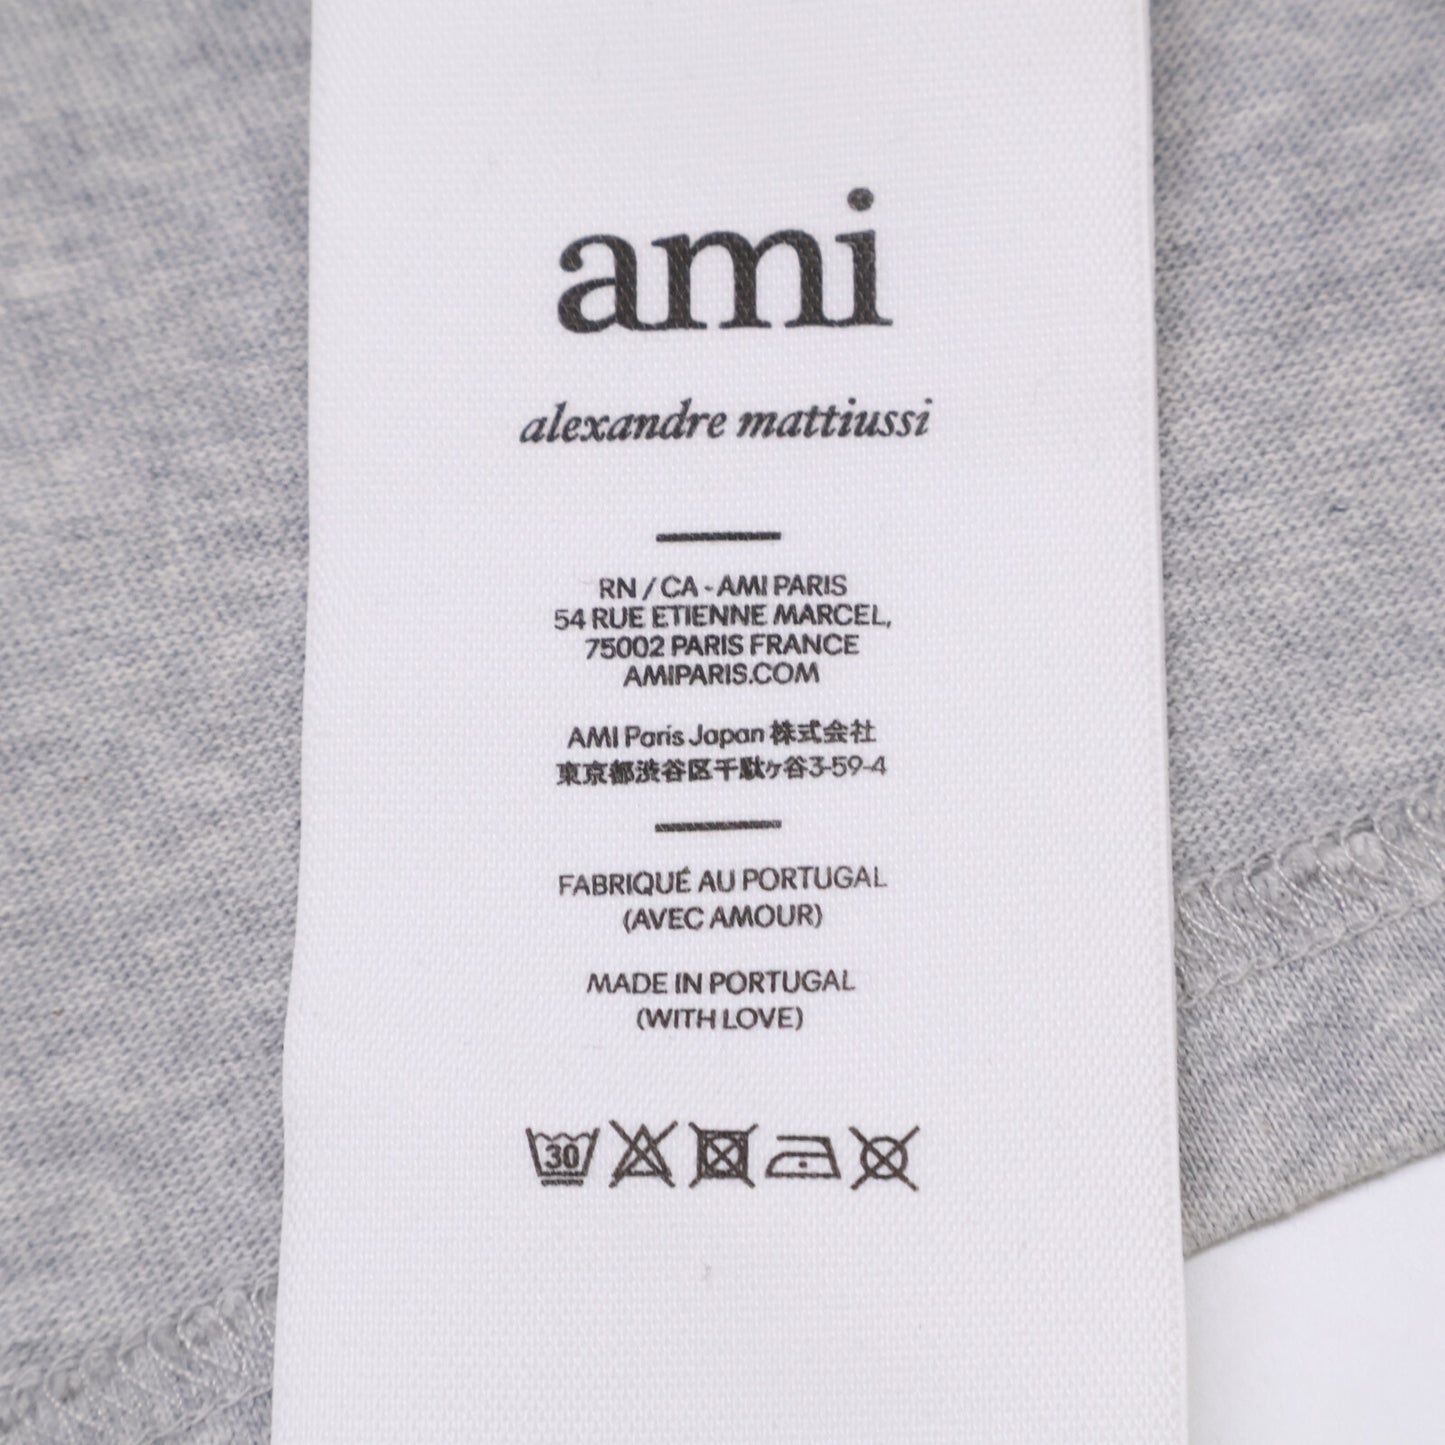 ami
alexandre mattiussi
RN / CA - AMI PARIS
54 RUE ETIENNE MARCEL,
75002 PARIS FRANCE
AMIPARIS.COM
AMI Paris Japan 株式会社
東京都渋谷区千駄ヶ谷3-59-4
FABRIQUÉ AU PORTUGAL
(AVEC AMOUR)
MADE IN PORTUGAL
(WITH LOVE)
30